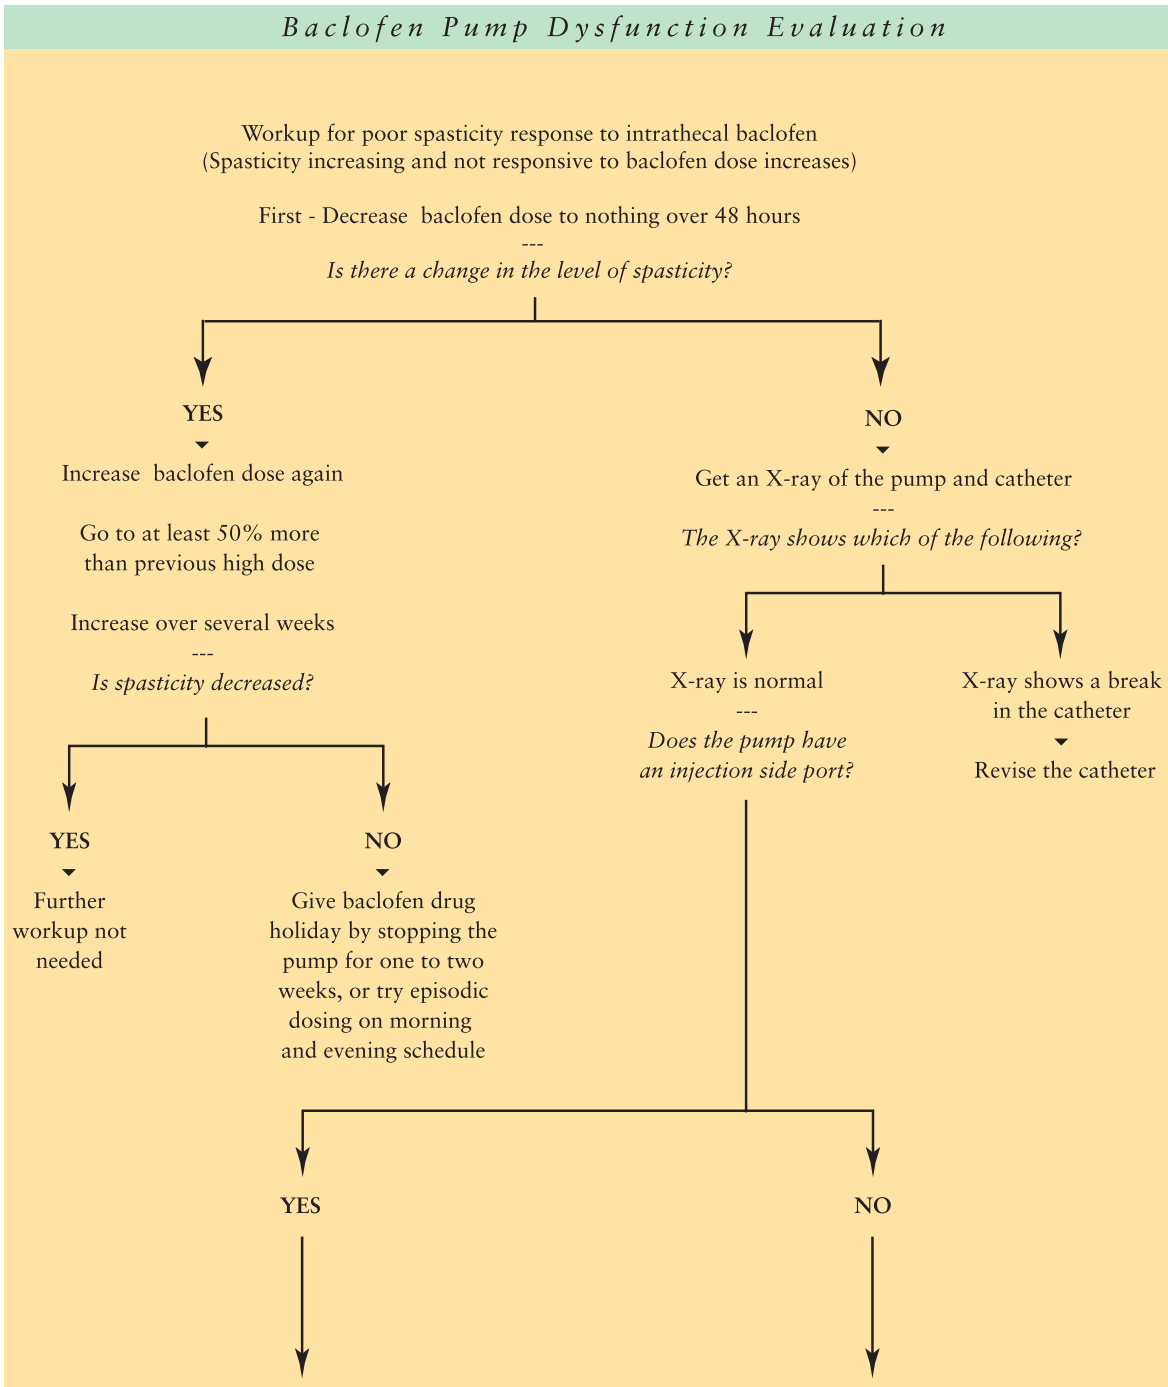 Baclofen Pump Dysfunction Evaluation
Workup for poor spasticity response to intrathecal baclofen
(Spasticity increasing and not responsive to baclofen dose increases)
First - Decrease baclofen dose to nothing over 48 hours
---
Is there a change in the level of spasticity?
YES
Increase baclofen dose again
Go to at least 50% more
than previous high dose
Increase over several weeks
---
Is spasticity decreased?
YES
Further
workup not
needed
NO
Give baclofen drug
holiday by stopping the
pump for one to two
weeks, or try episodic
dosing on morning
and evening schedule
NO
Get an X-ray of the pump and catheter
---
The X-ray shows which of the following?
X-ray is normal
---
Does the pump have
an injection side port?
X-ray shows a break
in the catheter
Revise the catheter
YES
NO